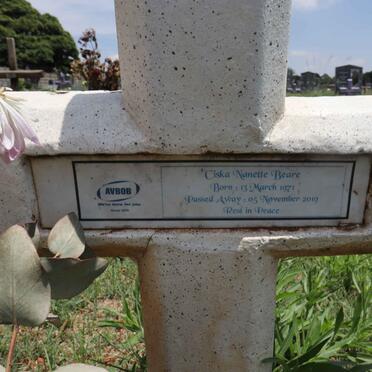 AVBOB
Ciska Nanette Beare
Born : 13 March 1971
Passed Away : 05 November 2019
Rest in Peace